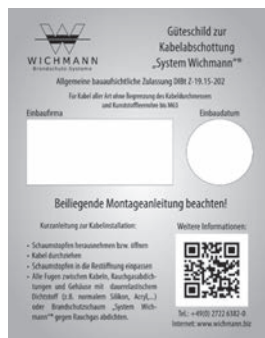 WICHMANN
Brandschutz-Systeme
Güteschild zur
Kabelabschottung
„System Wichmann“®
Allgemeine bauaufsichtliche Zulassung DIBt Z-19.15-202
Für Kabel aller Art ohne Begrenzung des Kabeldurchmessers
und Kunststoffleerrohre bis M63
Einbaufirma
Einbaudatum
Beiliegende Montageanleitung beachten!
Kurzanleitung zur Kabelinstallation:
• Schaumstopfen herausnehmen bzw. öffnen
• Kabel durchziehen
• Schaumstopfen in die Restöffnung einpassen
• Alle Fugen zwischen Kabeln, Rauchgasabdich-
tungen und Gehäuse mit dauerelastischem
Dichtstoff (z.B. normalem Silikon, Acryl,...)
oder Brandschutzschaum „System Wich-
mann“® gegen Rauchgas abdichten.
Weitere Informationen:
Tel.: +49(0) 2722 6382-0
Internet: www.wichmann.biz